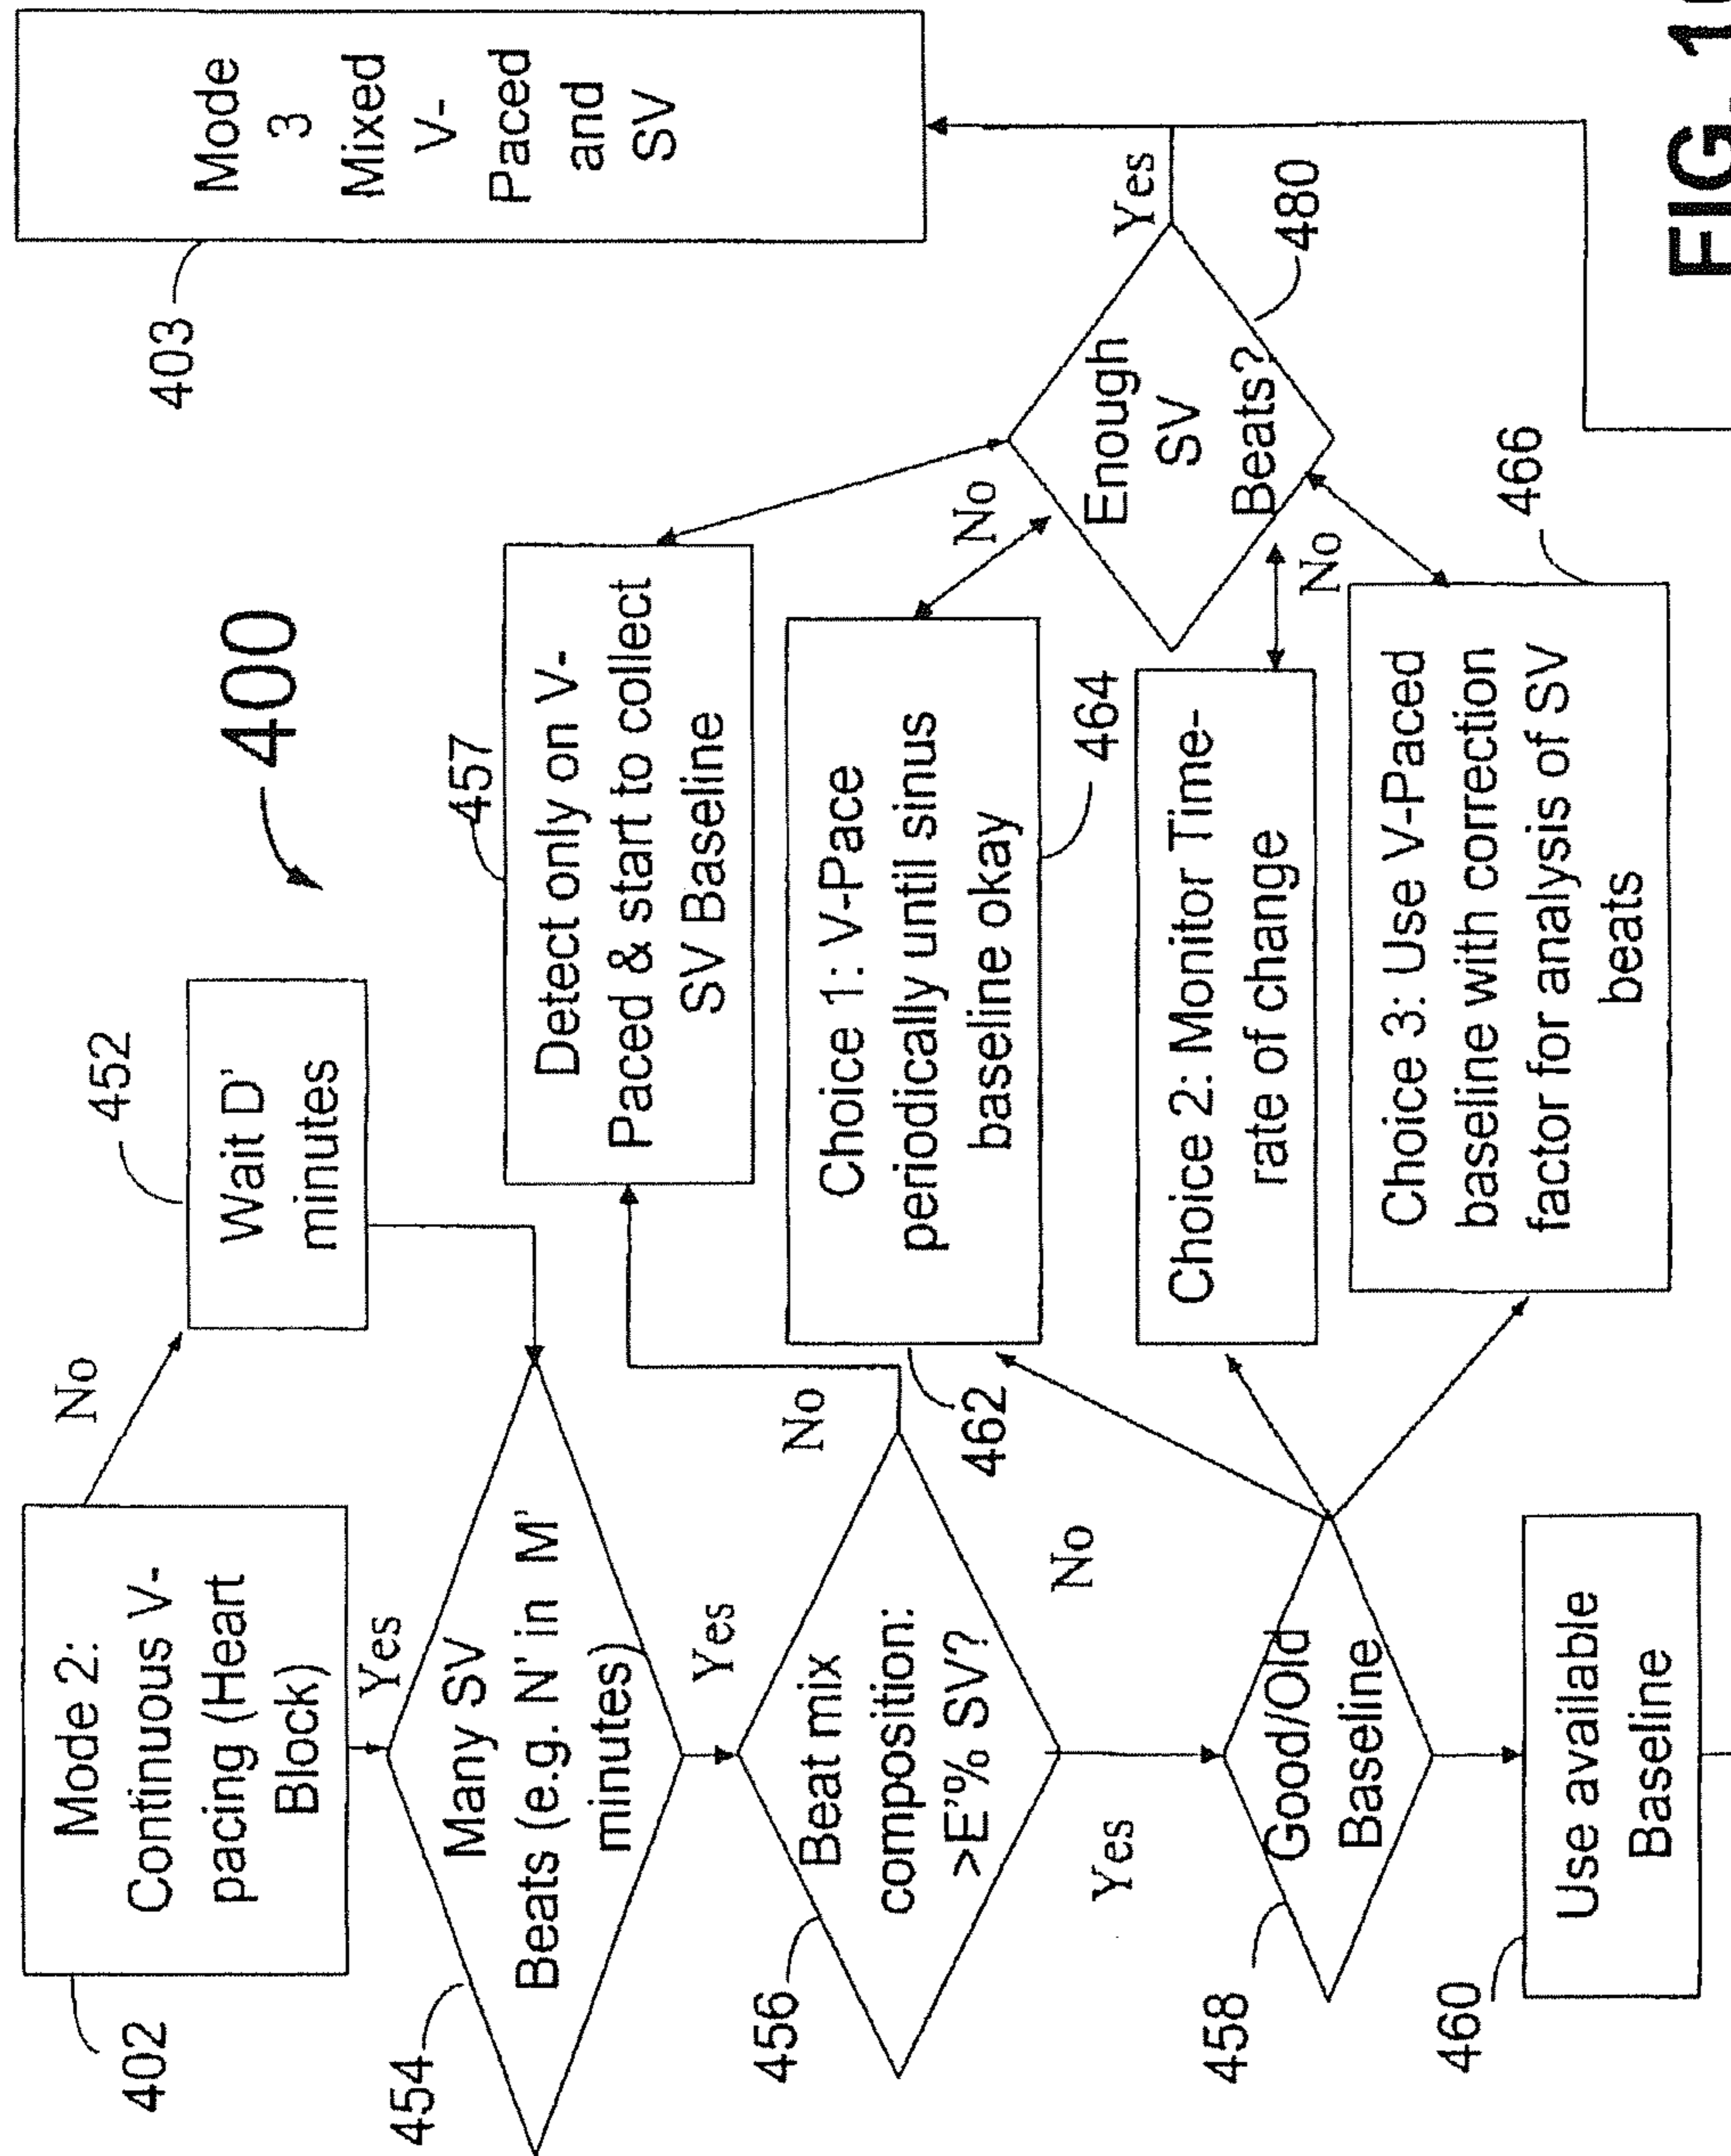 400
402
Mode 2:
Continuous V-
pacing (Heart
Block)
No
452
Wait D'
minutes
403
Mode
3
Mixed
V-
Paced
and
SV
Yes
454
Many SV
Beats (e.g. N' in M'
minutes)
Yes
456
Beat mix
composition:
>E'% SV?
No
457
Detect only on V-
Paced & start to collect
SV Baseline
Yes
458
Good/Old
Baseline
No
462
Choice 1: V-Pace
periodically until sinus
baseline okay
464
Choice 2: Monitor Time-
rate of change
466
Choice 3: Use V-Paced
baseline with correction
factor for analysis of SV
beats
No
No
Enough
SV
Beats?
480
Yes
460
Use available
Baseline
FIG. 1